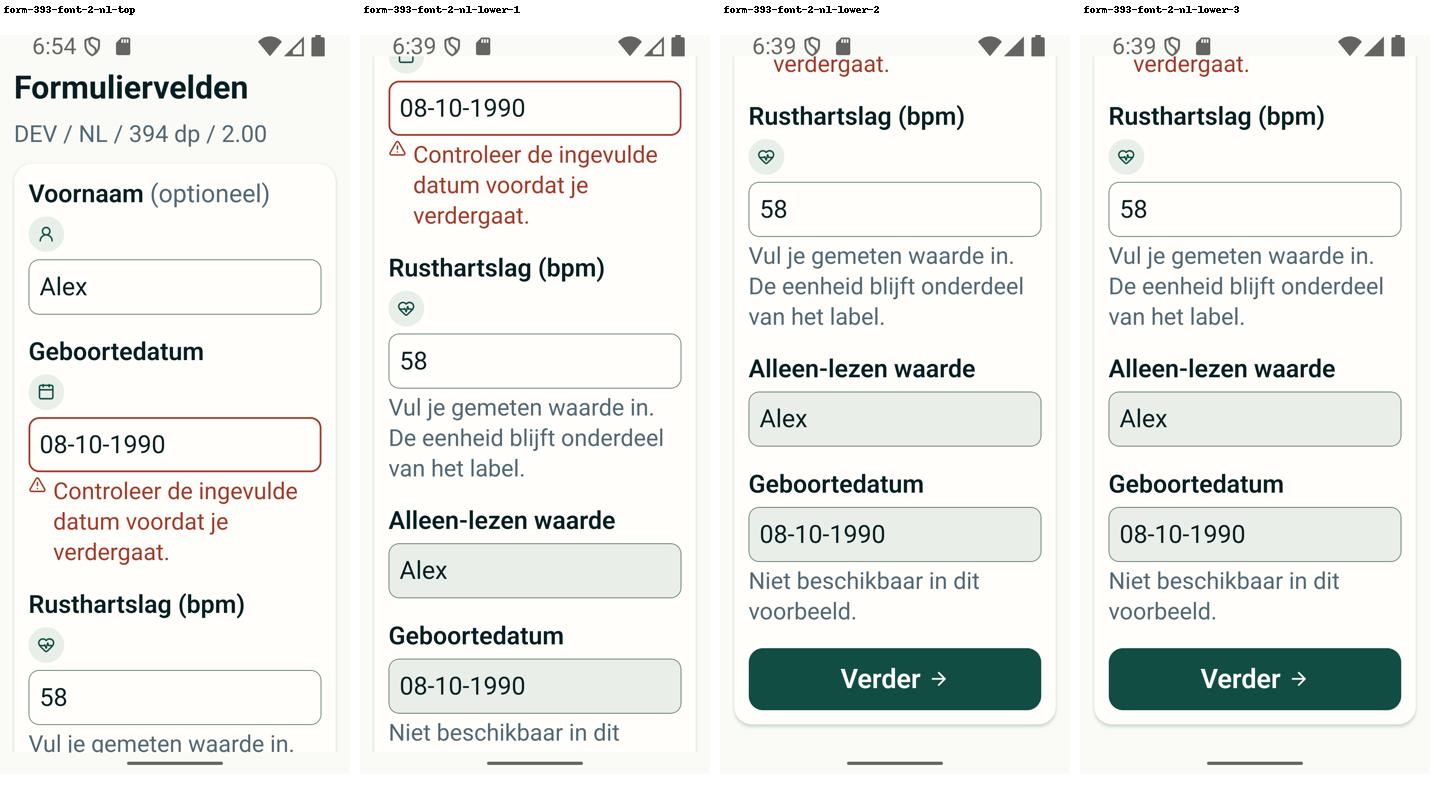 form-393-font-2-nl-top
6:54
Formuliervelden
DEV / NL / 394 dp / 2.00
Voornaam (optioneel)
Alex
Geboortedatum
08-10-1990
Controleer de ingevulde
datum voordat je
verdergaat.
Rusthartslag (bpm)
58
Vul je gemeten waarde in.
form-393-font-2-nl-lower-1
6:39
08-10-1990
Controleer de ingevulde
datum voordat je
verdergaat.
Rusthartslag (bpm)
58
Vul je gemeten waarde in.
De eenheid blijft onderdeel
van het label.
Alleen-lezen waarde
Alex
Geboortedatum
08-10-1990
Niet beschikbaar in dit
form-393-font-2-nl-lower-2
6:39
verdergaat.
Rusthartslag (bpm)
58
Vul je gemeten waarde in.
De eenheid blijft onderdeel
van het label.
Alleen-lezen waarde
Alex
Geboortedatum
08-10-1990
Niet beschikbaar in dit
voorbeeld.
Verder →
form-393-font-2-nl-lower-3
6:39
verdergaat.
Rusthartslag (bpm)
58
Vul je gemeten waarde in.
De eenheid blijft onderdeel
van het label.
Alleen-lezen waarde
Alex
Geboortedatum
08-10-1990
Niet beschikbaar in dit
voorbeeld.
Verder →